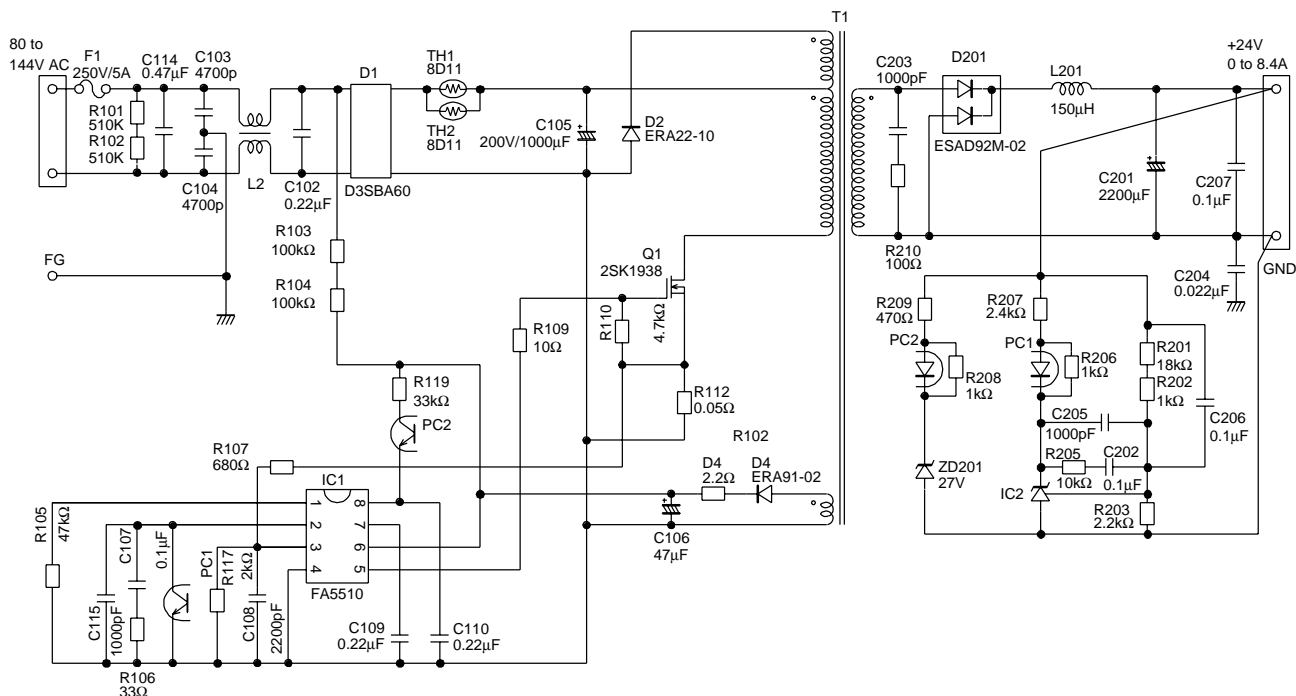 T1
80 to
144V AC
F1
250V/5A
C114
0.47µF
C103
4700p
R101
510K
R102
510K
C104
4700p
L2
C102
0.22µF
D1
D3SBA60
TH1
8D11
TH2
8D11
C105
200V/1000µF
D2
ERA22-10
C203
1000pF
D201
ESAD92M-02
L201
150µH
+24V
0 to 8.4A
C201
2200µF
C207
0.1µF
R210
100Ω
C204
0.022µF
GND
FG
R103
100kΩ
R104
100kΩ
Q1
2SK1938
R109
10Ω
R110
4.7kΩ
R112
0.05Ω
R119
33kΩ
PC2
R107
680Ω
R102
D4
2.2Ω
D4
ERA91-02
C106
47µF
IC1
1
2
3
4
8
7
6
5
FA5510
R105
47kΩ
C115
1000pF
C107
0.1µF
R106
33Ω
PC1
R117
2kΩ
C108
2200pF
C109
0.22µF
C110
0.22µF
R209
470Ω
PC2
R208
1kΩ
ZD201
27V
R207
2.4kΩ
PC1
R206
1kΩ
R201
18kΩ
R202
1kΩ
C206
0.1µF
C205
1000pF
R205
10kΩ
C202
0.1µF
IC2
R203
2.2kΩ